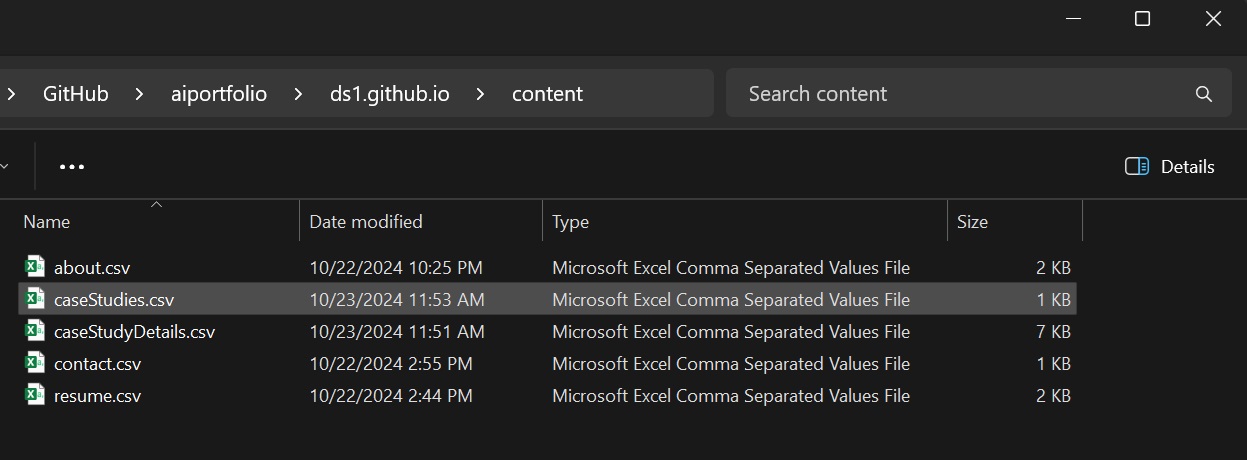 GitHub > aiportfolio > ds1.github.io > content Search content
Details
Name Date modified Type Size
about.csv 10/22/2024 10:25 PM Microsoft Excel Comma Separated Values File 2 KB
caseStudies.csv 10/23/2024 11:53 AM Microsoft Excel Comma Separated Values File 1 KB
caseStudyDetails.csv 10/23/2024 11:51 AM Microsoft Excel Comma Separated Values File 7 KB
contact.csv 10/22/2024 2:55 PM Microsoft Excel Comma Separated Values File 1 KB
resume.csv 10/22/2024 2:44 PM Microsoft Excel Comma Separated Values File 2 KB